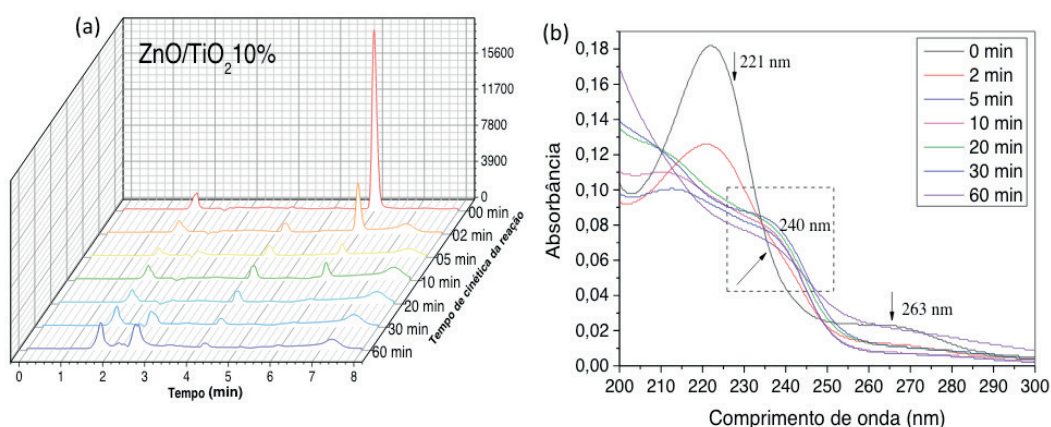 (a)
ZnO/TiO₂10%
15600
11700
7800
3900
0
00 min
02 min
05 min
10 min
20 min
30 min
60 min
Tempo de cinética da reação
0 1 2 3 4 5 6 7 8
Tempo (min)
(b)
0,18
0,16
0,14
0,12
0,10
0,08
0,06
0,04
0,02
0,00
Absorbância
221 nm
240 nm
263 nm
0 min
2 min
5 min
10 min
20 min
30 min
60 min
200 210 220 230 240 250 260 270 280 290 300
Comprimento de onda (nm)